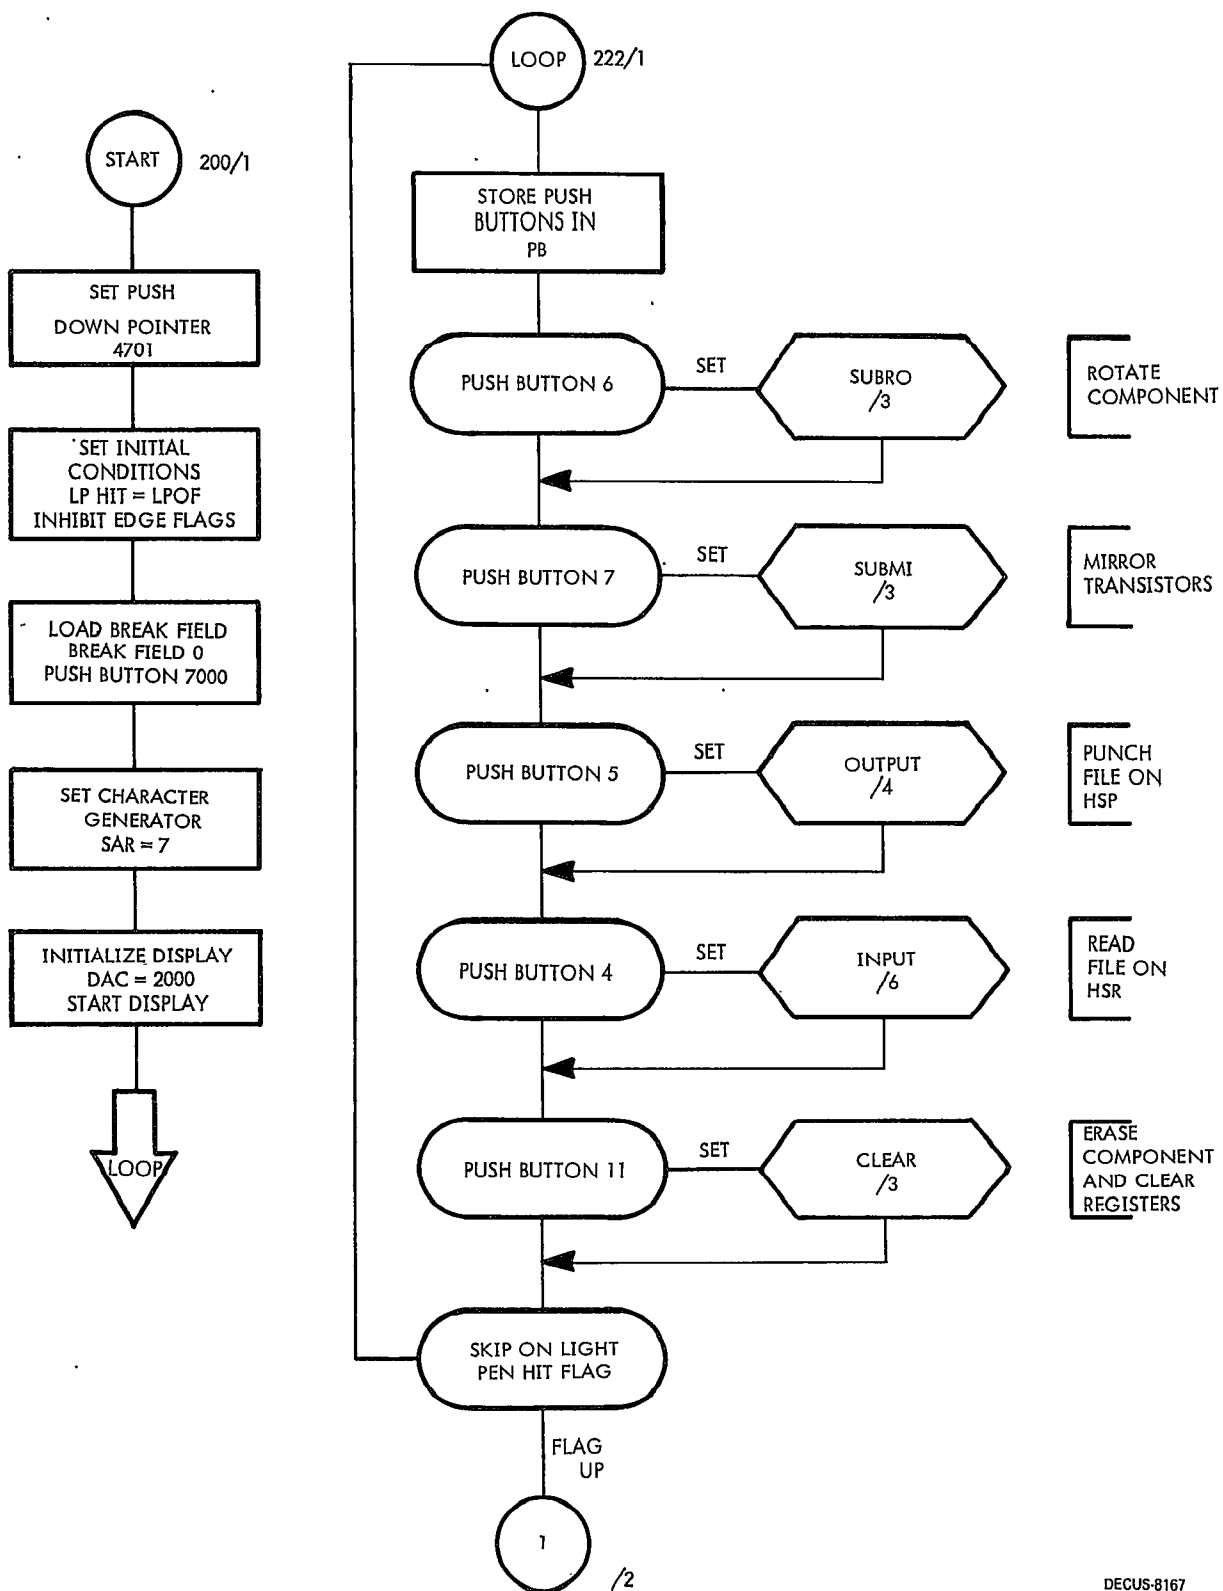 START
200/1
SET PUSH
DOWN POINTER
4701
SET INITIAL
CONDITIONS
LP HIT = LPOF
INHIBIT EDGE FLAGS
LOAD BREAK FIELD
BREAK FIELD 0
PUSH BUTTON 7000
SET CHARACTER
GENERATOR
SAR = 7
INITIALIZE DISPLAY
DAC = 2000
START DISPLAY
LOOP
LOOP
222/1
STORE PUSH
BUTTONS IN
PB
PUSH BUTTON 6
SET
SUBRO
/3
ROTATE
COMPONENT
PUSH BUTTON 7
SET
SUBMI
/3
MIRROR
TRANSISTORS
PUSH BUTTON 5
SET
OUTPUT
/4
PUNCH
FILE ON
HSP
PUSH BUTTON 4
SET
INPUT
/6
READ
FILE ON
HSR
PUSH BUTTON 11
SET
CLEAR
/3
ERASE
COMPONENT
AND CLEAR
REGISTERS
SKIP ON LIGHT
PEN HIT FLAG
FLAG
UP
1
/2
DECUS-8167